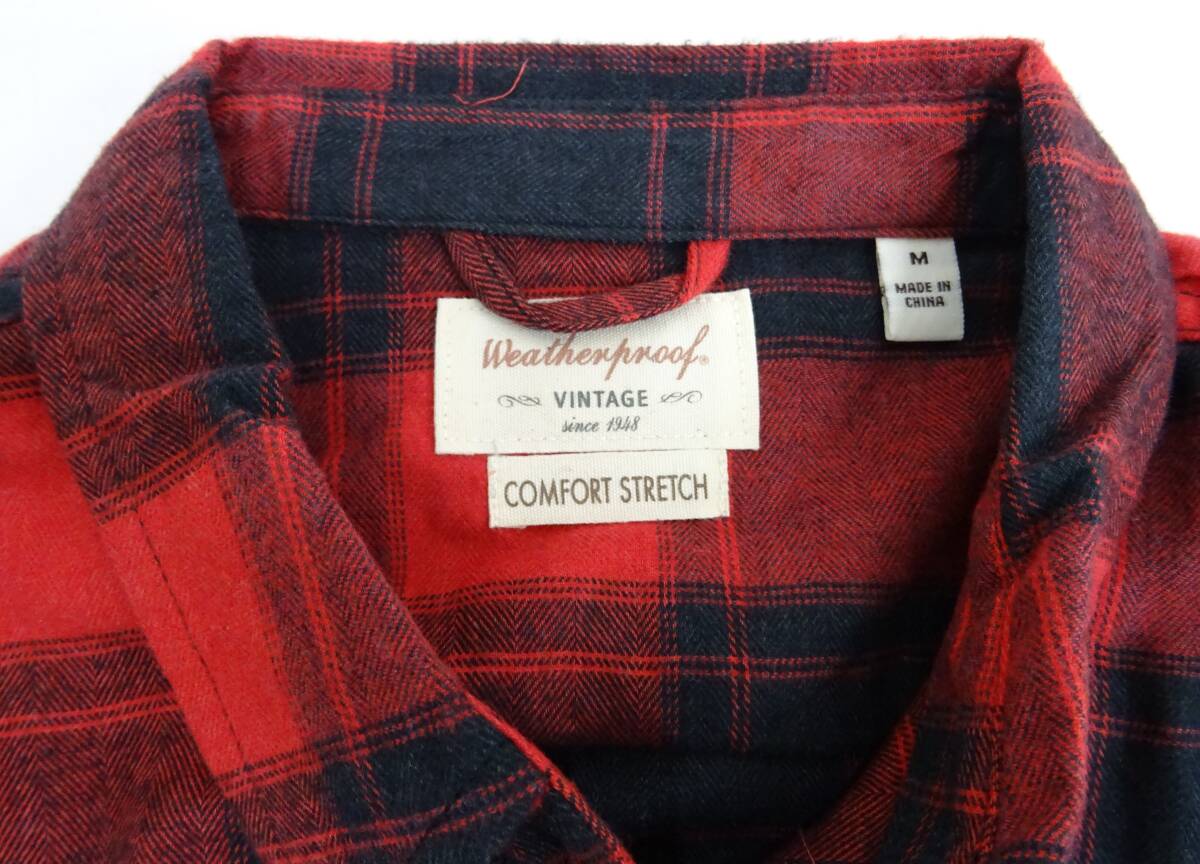 Weatherproof®
VINTAGE
since 1948
COMFORT STRETCH
M
MADE IN
CHINA